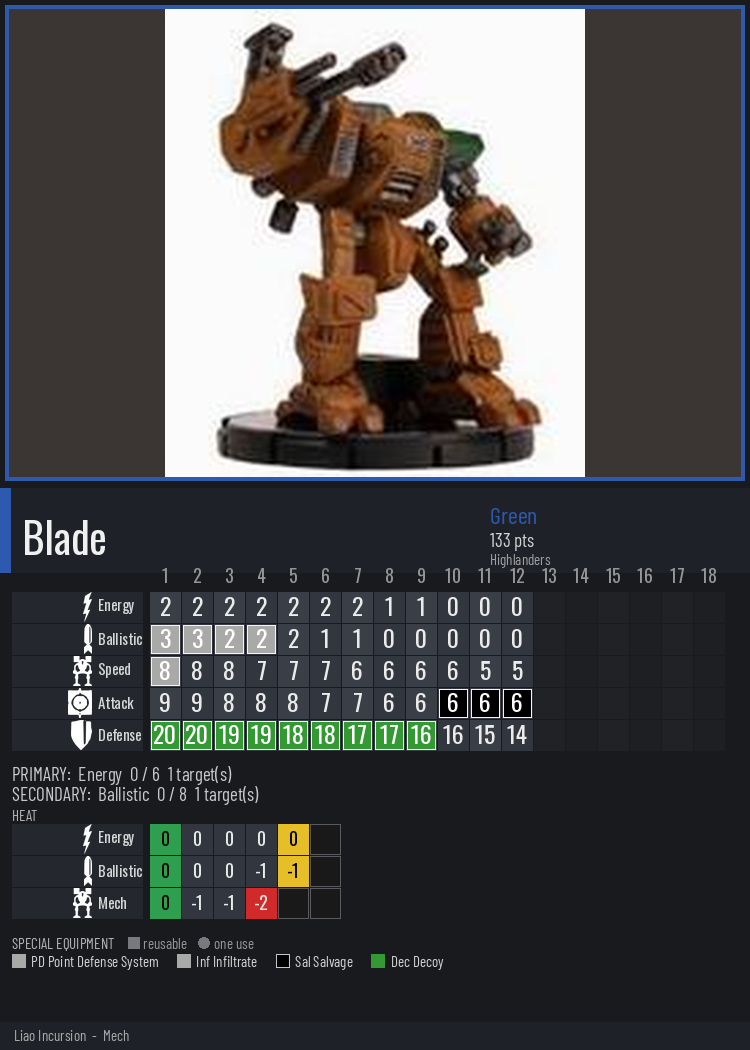 Blade
Green
133 pts
Highlanders
1 2 3 4 5 6 7 8 9 10 11 12 13 14 15 16 17 18
Energy 2 2 2 2 2 2 2 1 1 0 0 0
Ballistic 3 3 2 2 2 1 1 0 0 0 0 0
Speed 8 8 8 7 7 7 6 6 6 6 5 5
Attack 9 9 8 8 8 7 7 6 6 6 6 6
Defense 20 20 19 19 18 18 17 17 16 16 15 14
PRIMARY: Energy 0 / 6 1 target(s)
SECONDARY: Ballistic 0 / 8 1 target(s)
HEAT
Energy 0 0 0 0 0
Ballistic 0 0 0 -1 -1
Mech 0 -1 -1 -2
SPECIAL EQUIPMENT reusable one use
PD Point Defense System Inf Infiltrate Sal Salvage Dec Decoy
Liao Incursion - Mech